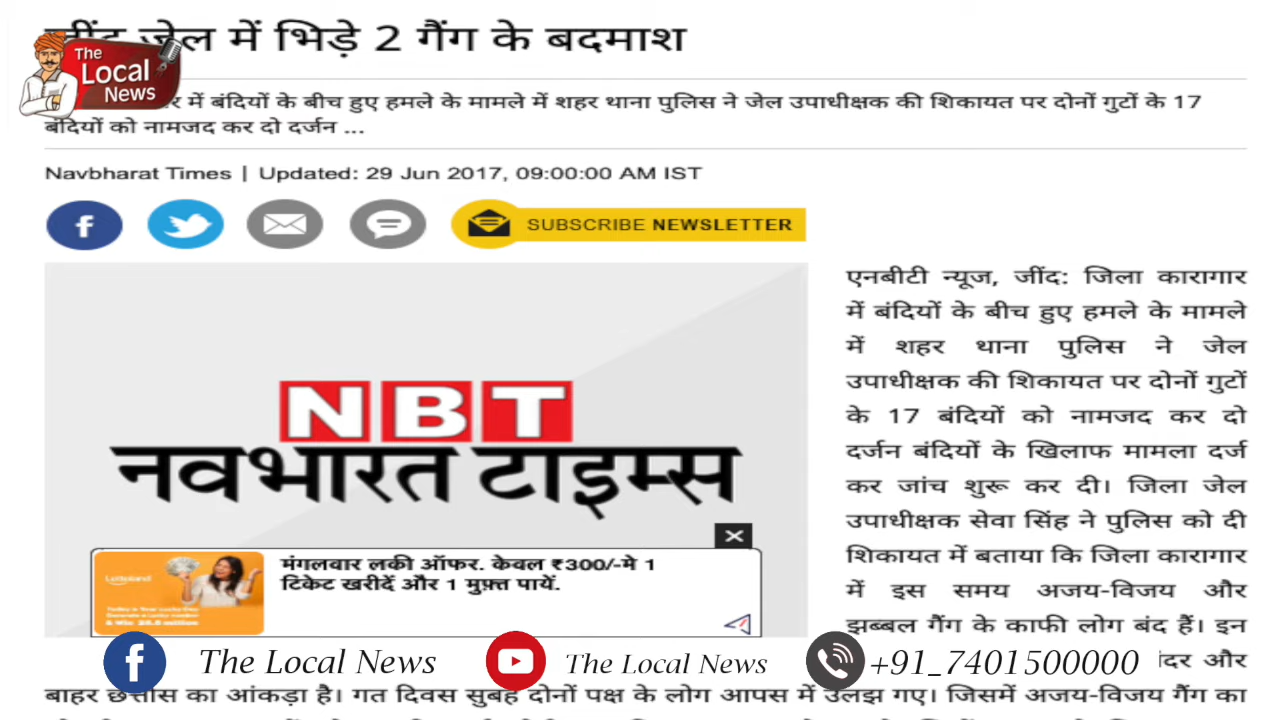 जेल में भिड़े 2 गैंग के बदमाश
The
Local
News
में बंदियों के बीच हुए हमले के मामले में शहर थाना पुलिस ने जेल उपाधीक्षक की शिकायत पर दोनों गुटों के 17
बंदियों को नामजद कर दो दर्जन ...
Navbharat Times | Updated: 29 Jun 2017, 09:00:00 AM IST
f
SUBSCRIBE NEWSLETTER
NBT
नवभारत टाइम्स
मंगलवार लकी ऑफर. केवल ₹300/-मे 1
टिकेट खरीदें और 1 मुफ़्त पायें.
Lottoland
एनबीटी न्यूज, जींद: जिला कारागार
में बंदियों के बीच हुए हमले के मामले
में शहर थाना पुलिस ने जेल
उपाधीक्षक की शिकायत पर दोनों गुटों
के 17 बंदियों को नामजद कर दो
दर्जन बंदियों के खिलाफ मामला दर्ज
कर जांच शुरू कर दी। जिला जेल
उपाधीक्षक सेवा सिंह ने पुलिस को दी
शिकायत में बताया कि जिला कारागार
में इस समय अजय-विजय और
झब्बल गैंग के काफी लोग बंद हैं। इन
और
बाहर छत्तीस का आंकड़ा है। गत दिवस सुबह दोनों पक्ष के लोग आपस में उलझ गए। जिसमें अजय-विजय गैंग का
f The Local News
The Local News
+91_7401500000